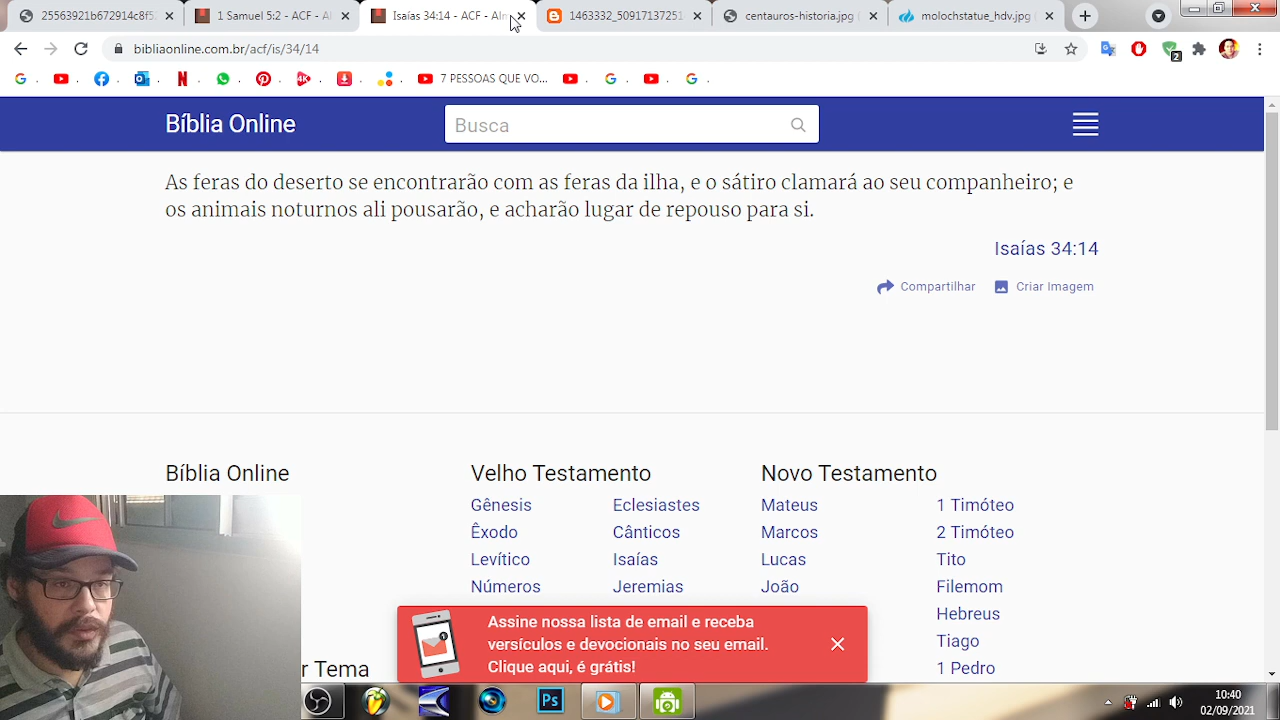 25563921b672914c8f5
1 Samuel 5:2 - ACF - Al
Isaías 34:14 - ACF - Alm
1463332_50917137251
centauros-historia.jpg (
molochstatue_hdv.jpg (
bibliaonline.com.br/acf/is/34/14
2
7 PESSOAS QUE VO...
Bíblia Online
Busca
As feras do deserto se encontrarão com as feras da ilha, e o sátiro clamará ao seu companheiro; e
os animais noturnos ali pousarão, e acharão lugar de repouso para si.
Isaías 34:14
Compartilhar
Criar Imagem
Bíblia Online
Velho Testamento
Novo Testamento
Gênesis
Eclesiastes
Mateus
1 Timóteo
Êxodo
Cânticos
Marcos
2 Timóteo
Levítico
Isaías
Lucas
Tito
Números
Jeremias
João
Filemom
Hebreus
Tiago
1 Pedro
Assine nossa lista de email e receba
versículos e devocionais no seu email.
Clique aqui, é grátis!
r Tema
Ps
10:40
02/09/2021